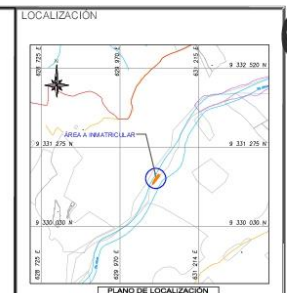 LOCALIZACIÓN
628 725 E
629 970 E
631 215 E
9 332 520 N
ÁREA A INMATRICULAR
9 331 275 N
9 331 275 N
9 330 030 N
9 330 030 N
628 725 E
629 970 E
631 214 E
PLANO DE LOCALIZACIÓN